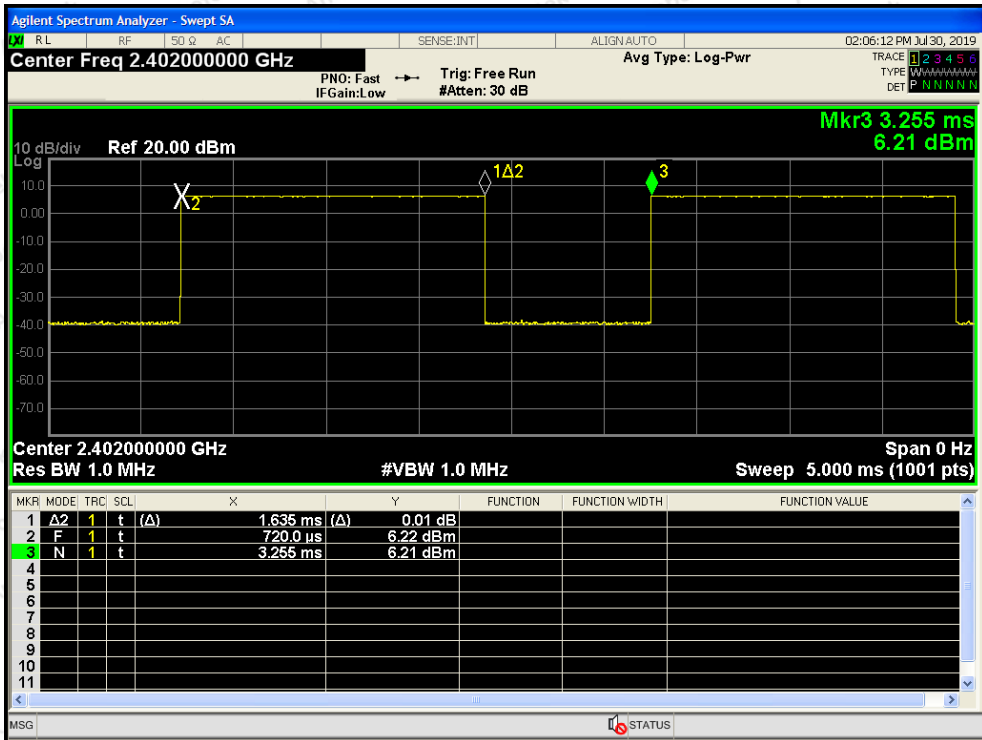 Agilent Spectrum Analyzer - Swept SA
LXI RL RF 50 Ω AC SENSE:INT ALIGN AUTO 02:06:12 PM Jul 30, 2019
Center Freq 2.402000000 GHz Avg Type: Log-Pwr TRACE 1 2 3 4 5 6
PNO: Fast Trig: Free Run TYPE WWWWWW
IFGain:Low #Atten: 30 dB DET P N N N N N
Mkr3 3.255 ms
10 dB/div Ref 20.00 dBm 6.21 dBm
Log
1Δ2 3
10.0
2
0.00
-10.0
-20.0
-30.0
-40.0
-50.0
-60.0
-70.0
Center 2.402000000 GHz Span 0 Hz
Res BW 1.0 MHz #VBW 1.0 MHz Sweep 5.000 ms (1001 pts)
MKR MODE TRC SCL X Y FUNCTION FUNCTION WIDTH FUNCTION VALUE
1 Δ2 1 t (Δ) 1.635 ms (Δ) 0.01 dB
2 F 1 t 720.0 µs 6.22 dBm
3 N 1 t 3.255 ms 6.21 dBm
4
5
6
7
8
9
10
11
MSG STATUS